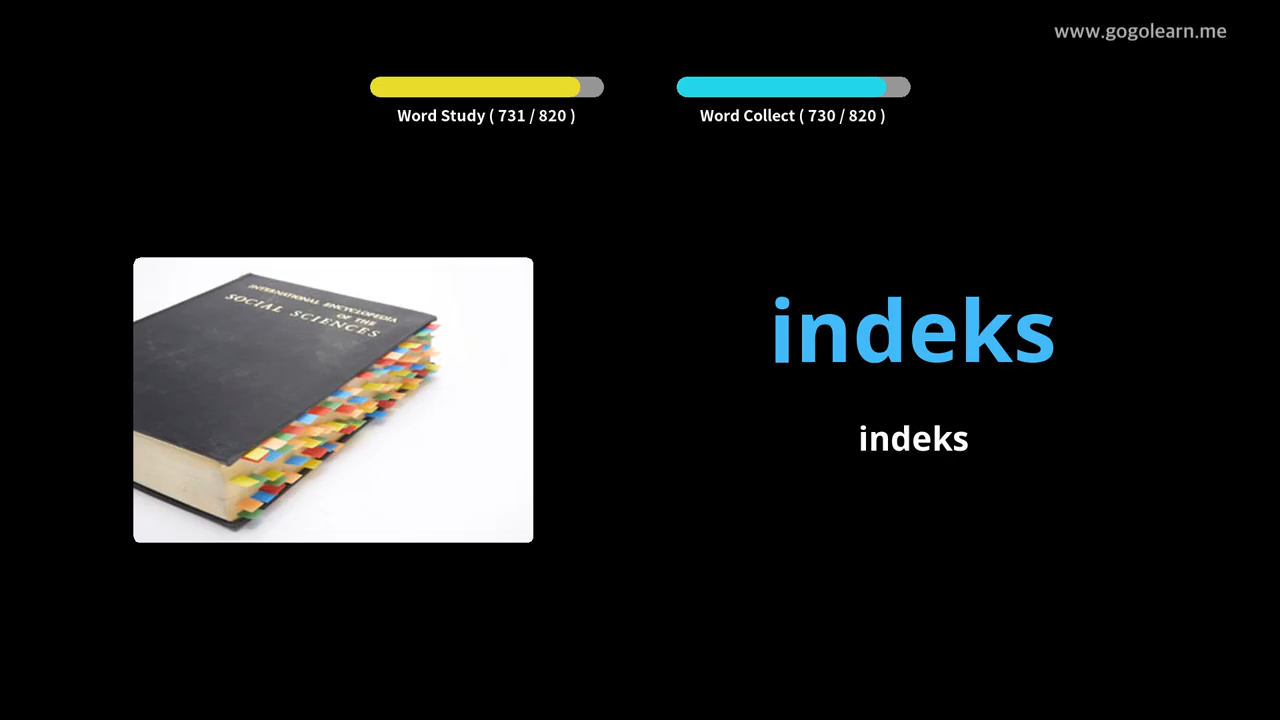 www.gogolearn.me
Word Study ( 731 / 820 )
Word Collect ( 730 / 820 )
INTERNATIONAL ENCYCLOPEDIA
OF THE
SOCIAL SCIENCES
indeks
indeks